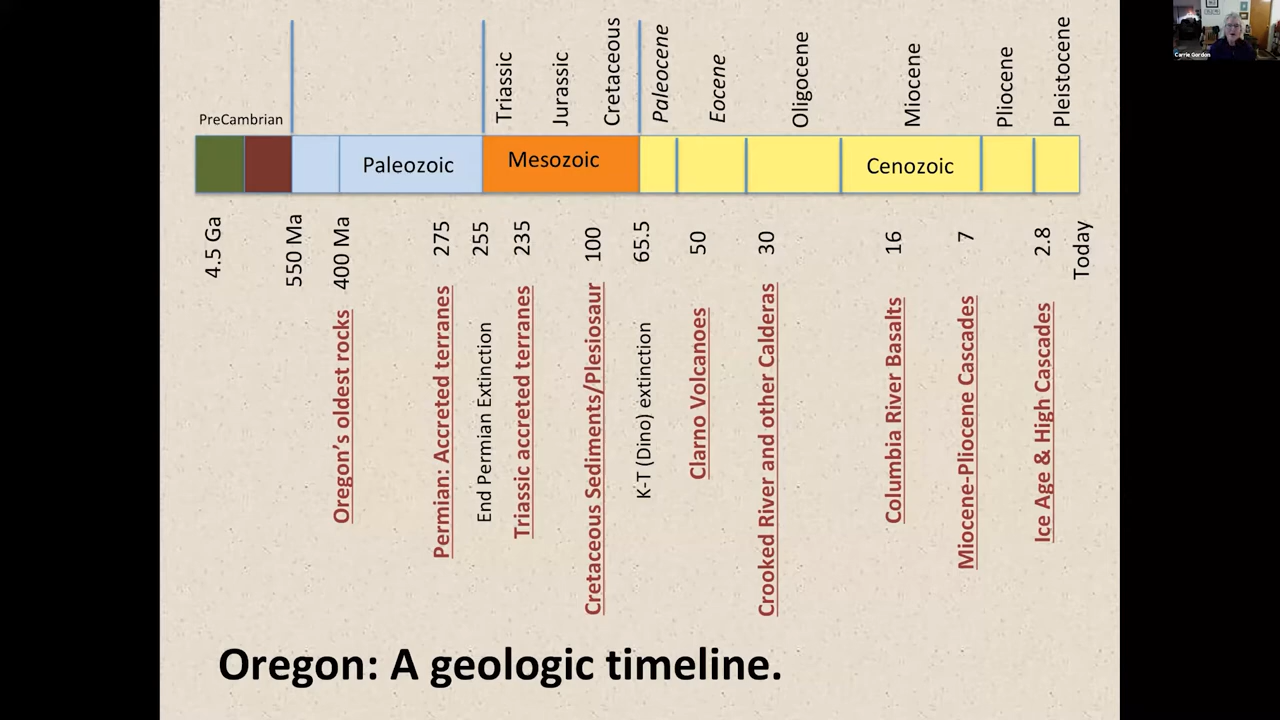 Triassic
Jurassic
Cretaceous
Paleocene
Eocene
Oligocene
Miocene
Pliocene
Pleistocene
PreCambrian
Paleozoic
Mesozoic
Cenozoic
4.5 Ga
550 Ma
400 Ma
275
255
235
100
65.5
50
30
16
7
2.8
Today
Oregon’s oldest rocks
Permian: Accreted terranes
End Permian Extinction
Triassic accreted terranes
Cretaceous Sediments/Plesiosaur
K-T (Dino) extinction
Clarno Volcanoes
Crooked River and other Calderas
Columbia River Basalts
Miocene-Pliocene Cascades
Ice Age & High Cascades
Oregon: A geologic timeline.
Carrie Gordon